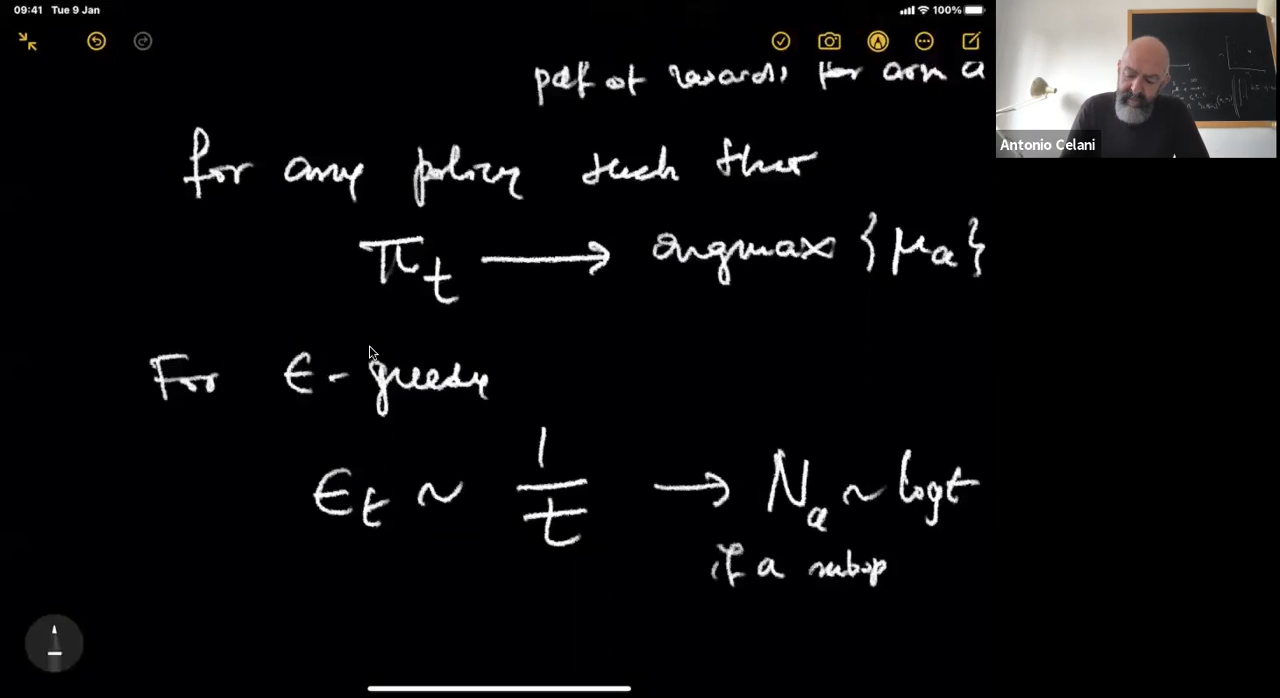 09:41 Tue 9 Jan
100%
pdf of rewards for arm a
Antonio Celani
for any policy such that
π_t ⟶ argmax {μ_a}
For ϵ-greedy
ϵ_t ~ 1/t → N_a ~ log t
if a subop